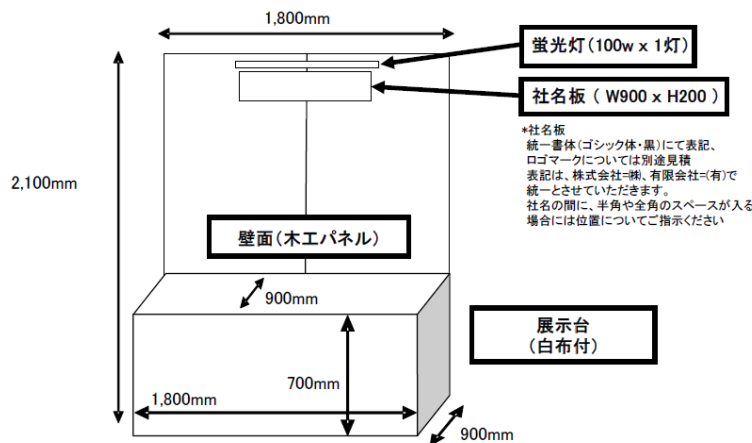 1,800mm
蛍光灯(100w x 1灯)
社名板 ( W900 x H200 )
*社名板
統一書体(ゴシック体・黒)にて表記、
ロゴマークについては別途見積
表記は、株式会社=㈱、有限会社=(有)で
統一とさせていただきます。
社名の間に、半角や全角のスペースが入る
場合には位置についてご指示ください
2,100mm
壁面(木工パネル)
900mm
展示台
(白布付)
700mm
1,800mm
900mm